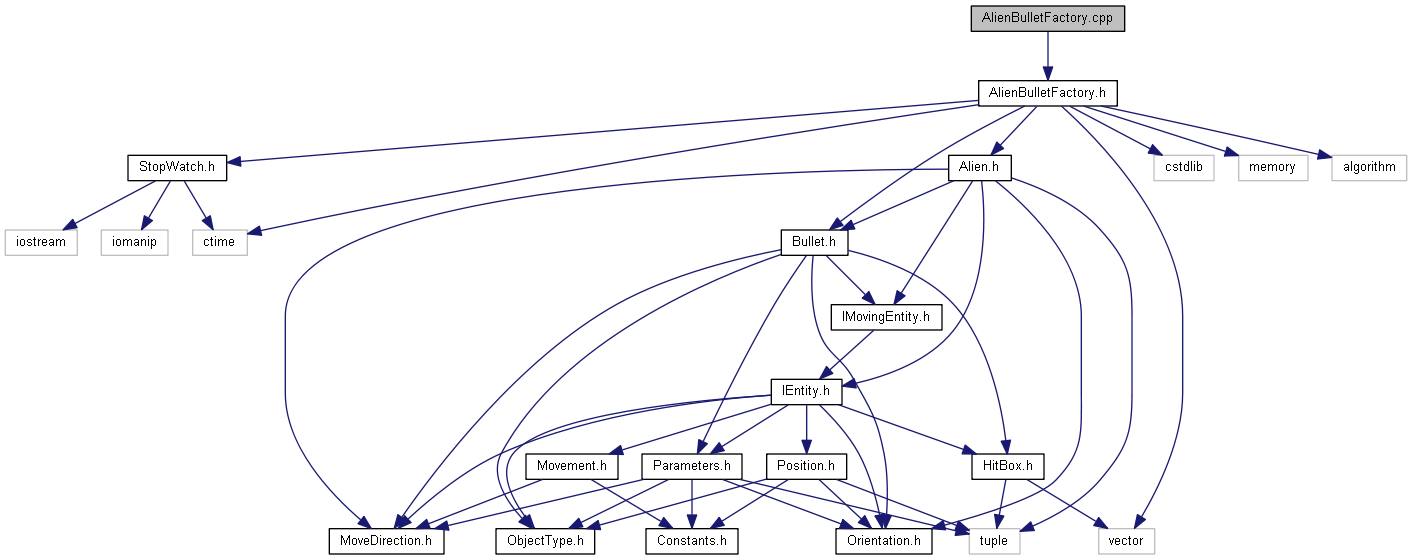 AlienBulletFactory.cpp
AlienBulletFactory.h
StopWatch.h
Alien.h
cstdlib
memory
algorithm
iostream
iomanip
ctime
Bullet.h
IMovingEntity.h
IEntity.h
Movement.h
Parameters.h
Position.h
HitBox.h
MoveDirection.h
ObjectType.h
Constants.h
Orientation.h
tuple
vector